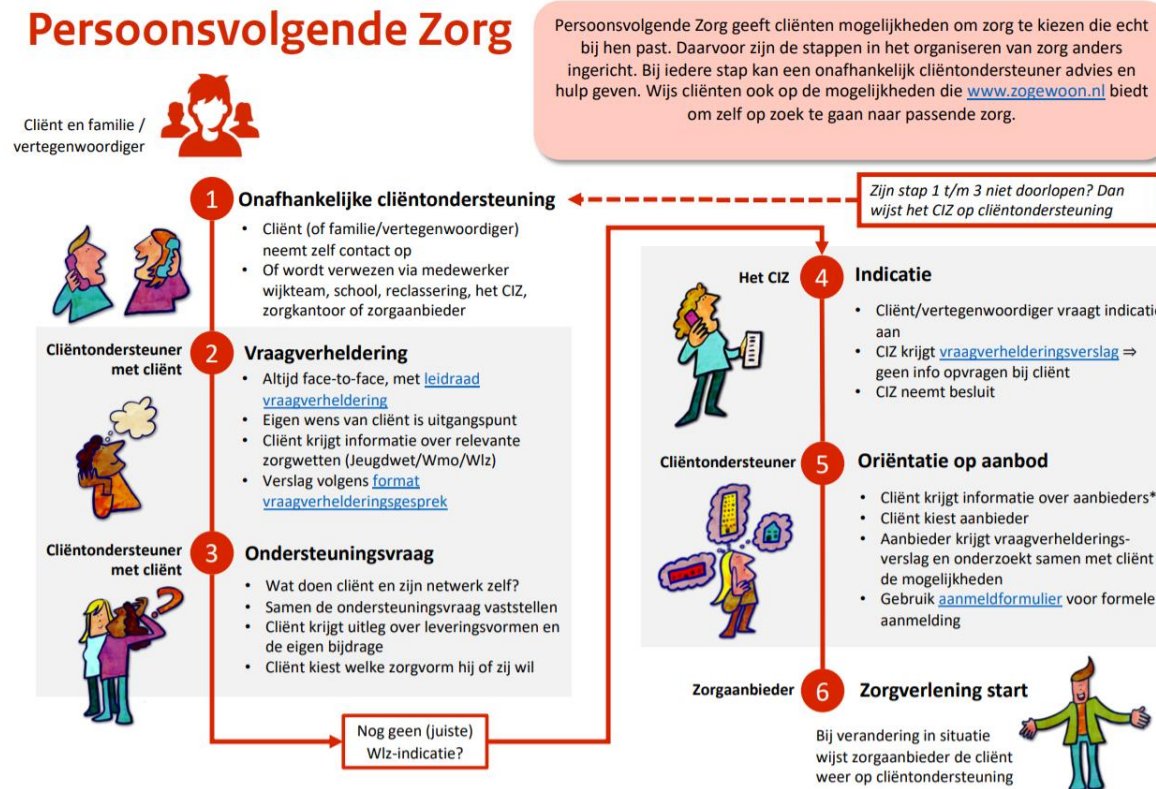 Persoonsvolgende Zorg
Persoonsvolgende Zorg geeft cliënten mogelijkheden om zorg te kiezen die echt
bij hen past. Daarvoor zijn de stappen in het organiseren van zorg anders
ingericht. Bij iedere stap kan een onafhankelijk cliëntondersteuner advies en
hulp geven. Wijs cliënten ook op de mogelijkheden die www.zogewoon.nl biedt
om zelf op zoek te gaan naar passende zorg.
Cliënt en familie /
vertegenwoordiger
1 Onafhankelijke cliëntondersteuning
• Cliënt (of familie/vertegenwoordiger)
neemt zelf contact op
• Of wordt verwezen via medewerker
wijkteam, school, reclassering, het CIZ,
zorgkantoor of zorgaanbieder
Zijn stap 1 t/m 3 niet doorlopen? Dan
wijst het CIZ op cliëntondersteuning
Cliëntondersteuner
met cliënt
2 Vraagverheldering
• Altijd face-to-face, met leidraad
vraagverheldering
• Eigen wens van cliënt is uitgangspunt
• Cliënt krijgt informatie over relevante
zorgwetten (Jeugdwet/Wmo/Wlz)
• Verslag volgens format
vraagverhelderingsgesprek
Cliëntondersteuner
met cliënt
3 Ondersteuningsvraag
• Wat doen cliënt en zijn netwerk zelf?
• Samen de ondersteuningsvraag vaststellen
• Cliënt krijgt uitleg over leveringsvormen en
de eigen bijdrage
• Cliënt kiest welke zorgvorm hij of zij wil
Nog geen (juiste)
Wlz-indicatie?
Het CIZ 4 Indicatie
• Cliënt/vertegenwoordiger vraagt indicatie
aan
• CIZ krijgt vraagverhelderingsverslag ⇒
geen info opvragen bij cliënt
• CIZ neemt besluit
Cliëntondersteuner 5 Oriëntatie op aanbod
• Cliënt krijgt informatie over aanbieders*
• Cliënt kiest aanbieder
• Aanbieder krijgt vraagverhelderings-
verslag en onderzoekt samen met cliënt
de mogelijkheden
• Gebruik aanmeldformulier voor formele
aanmelding
Zorgaanbieder 6 Zorgverlening start
Bij verandering in situatie
wijst zorgaanbieder de cliënt
weer op cliëntondersteuning